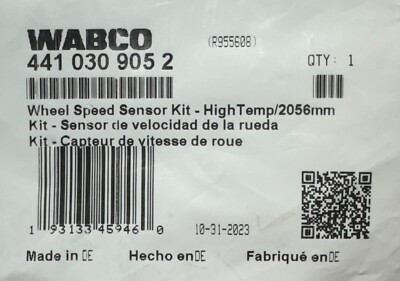 WABCO
(R955608)
441 030 905 2
QTY: 1
Wheel Speed Sensor Kit - HighTemp/2056mm
Kit - Sensor de velocidad de la rueda
Kit - Capteur de vitesse de roue
1 93133 45946 0
10-31-2023
Made in DE
Hecho en DE
Fabriqué en DE